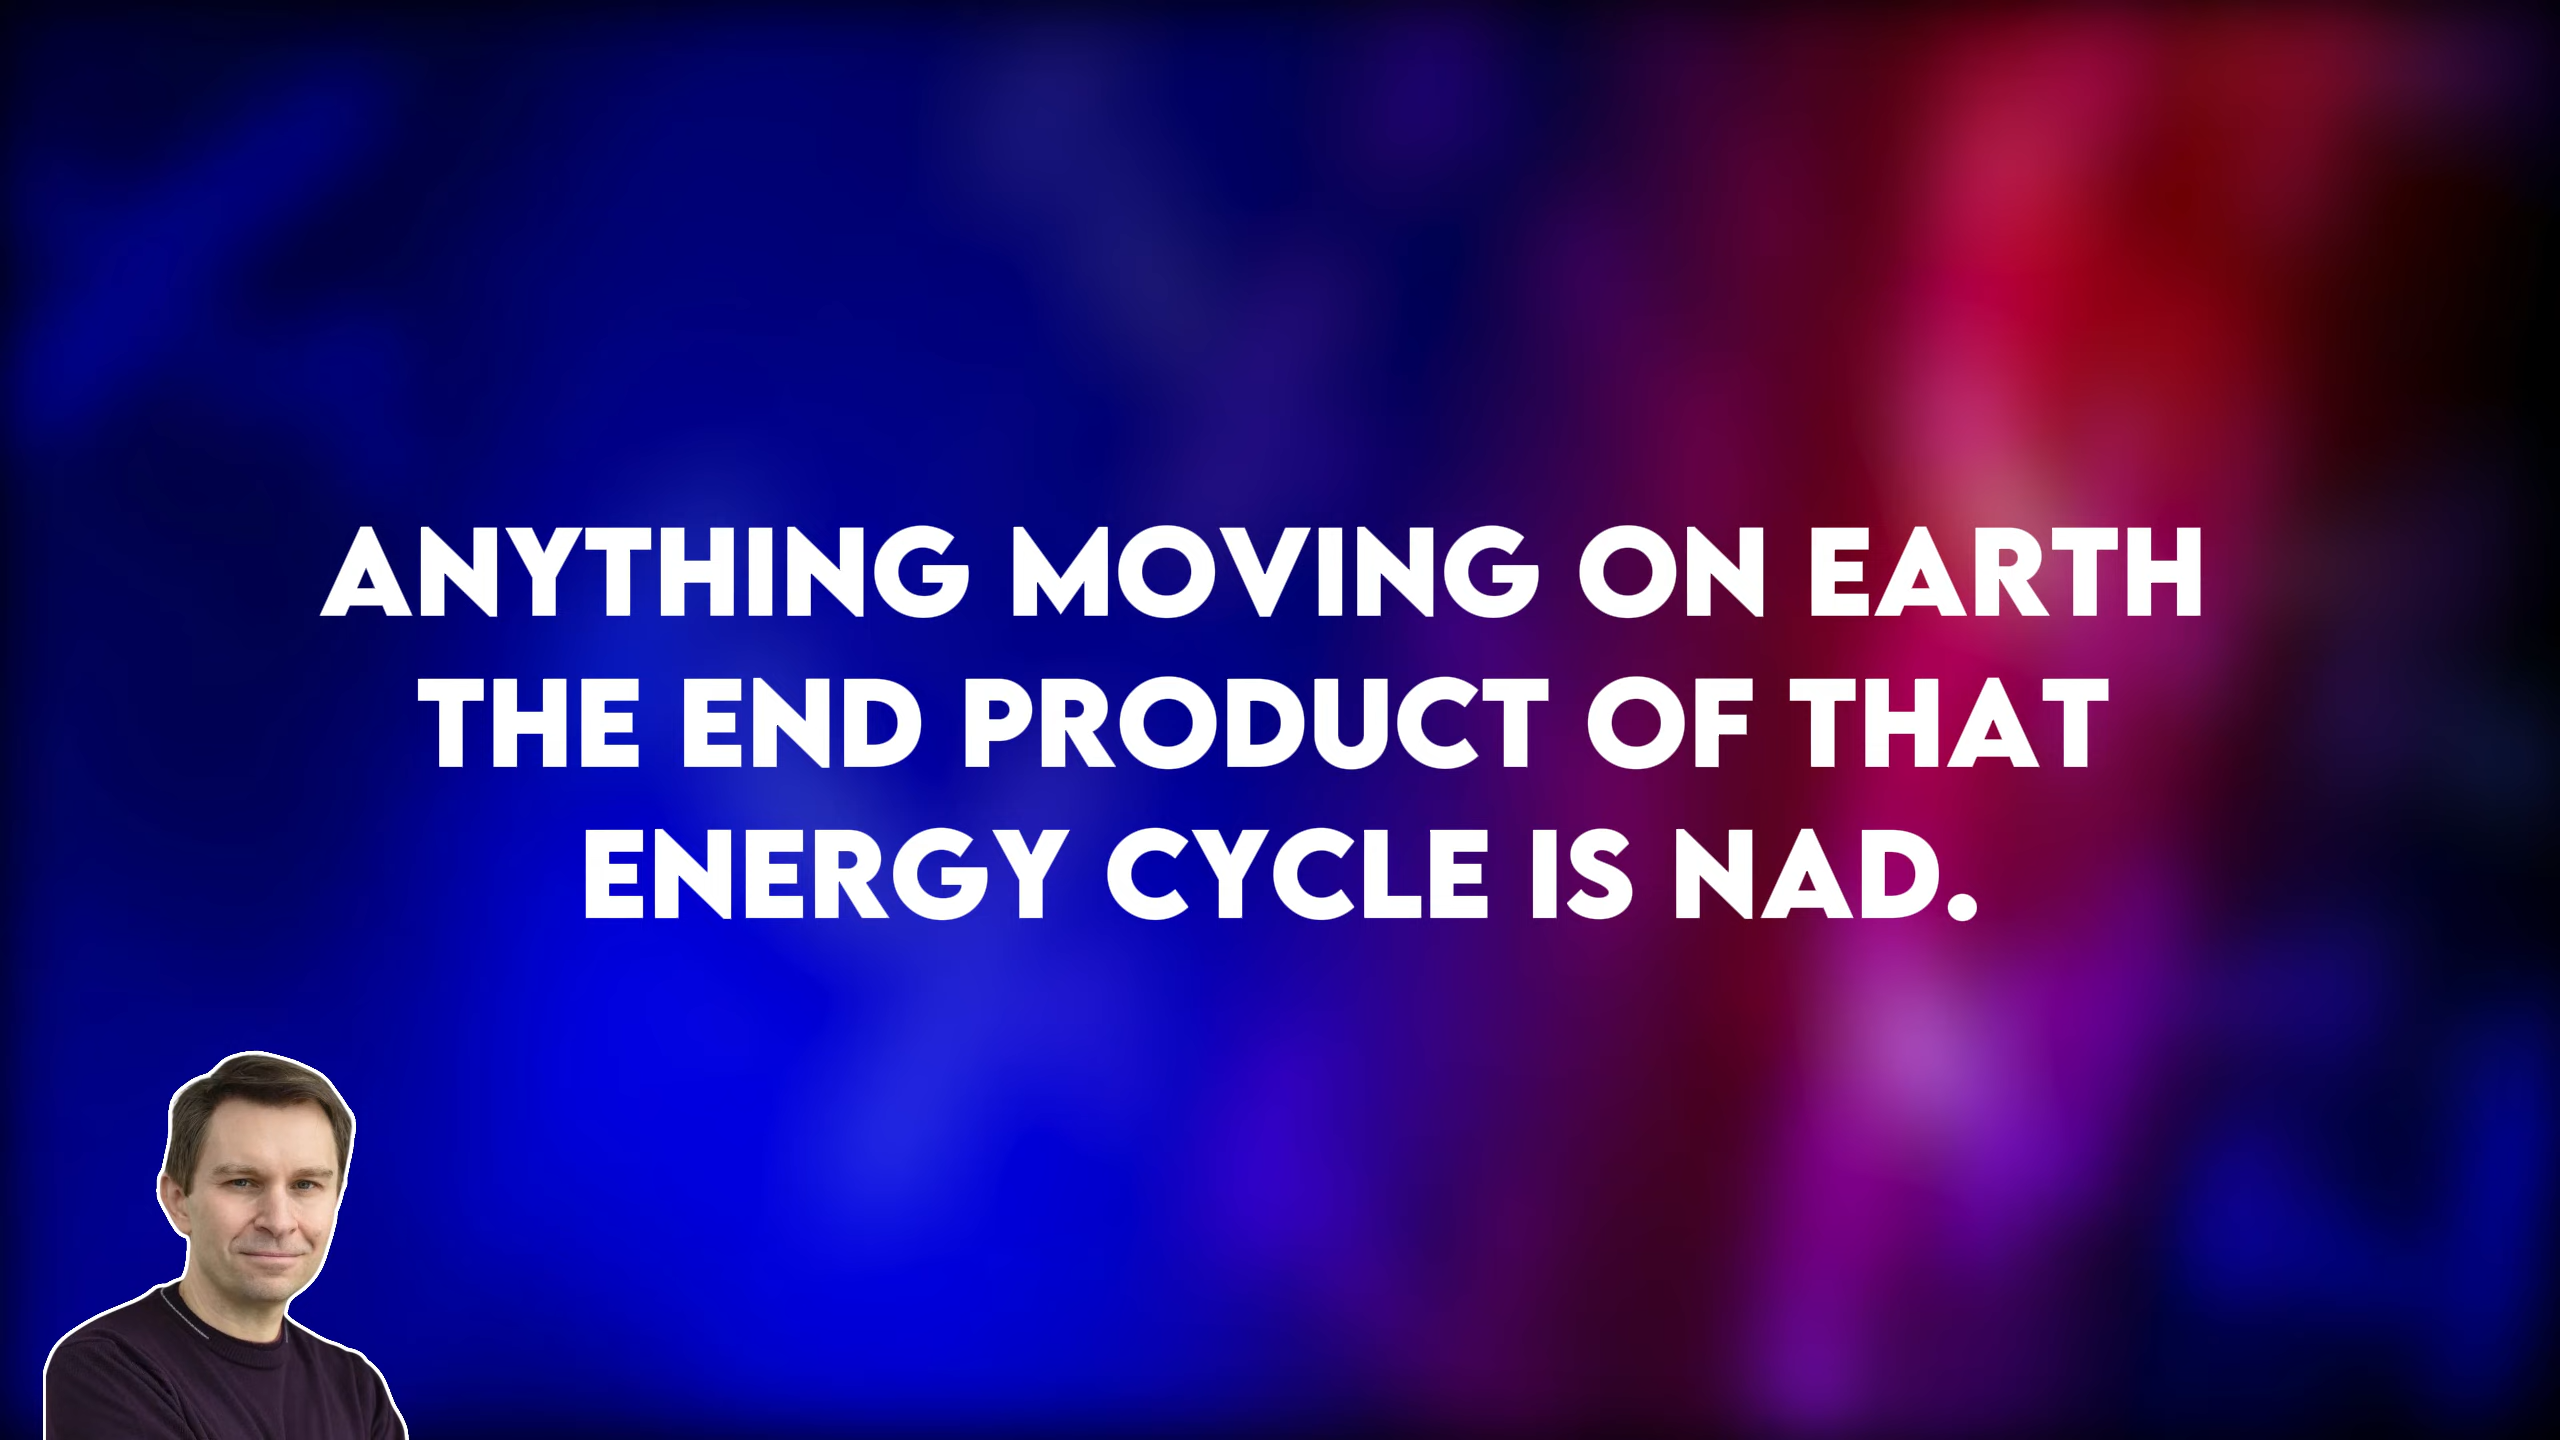 ANYTHING MOVING ON EARTH
THE END PRODUCT OF THAT
ENERGY CYCLE IS NAD.